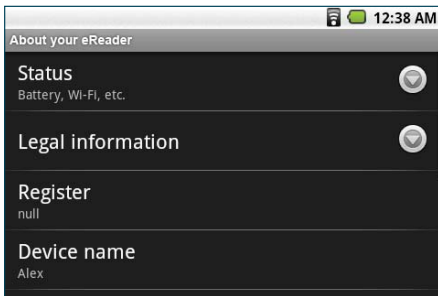 12:38 AM
About your eReader
Status
Battery, Wi-Fi, etc.
Legal information
Register
null
Device name
Alex